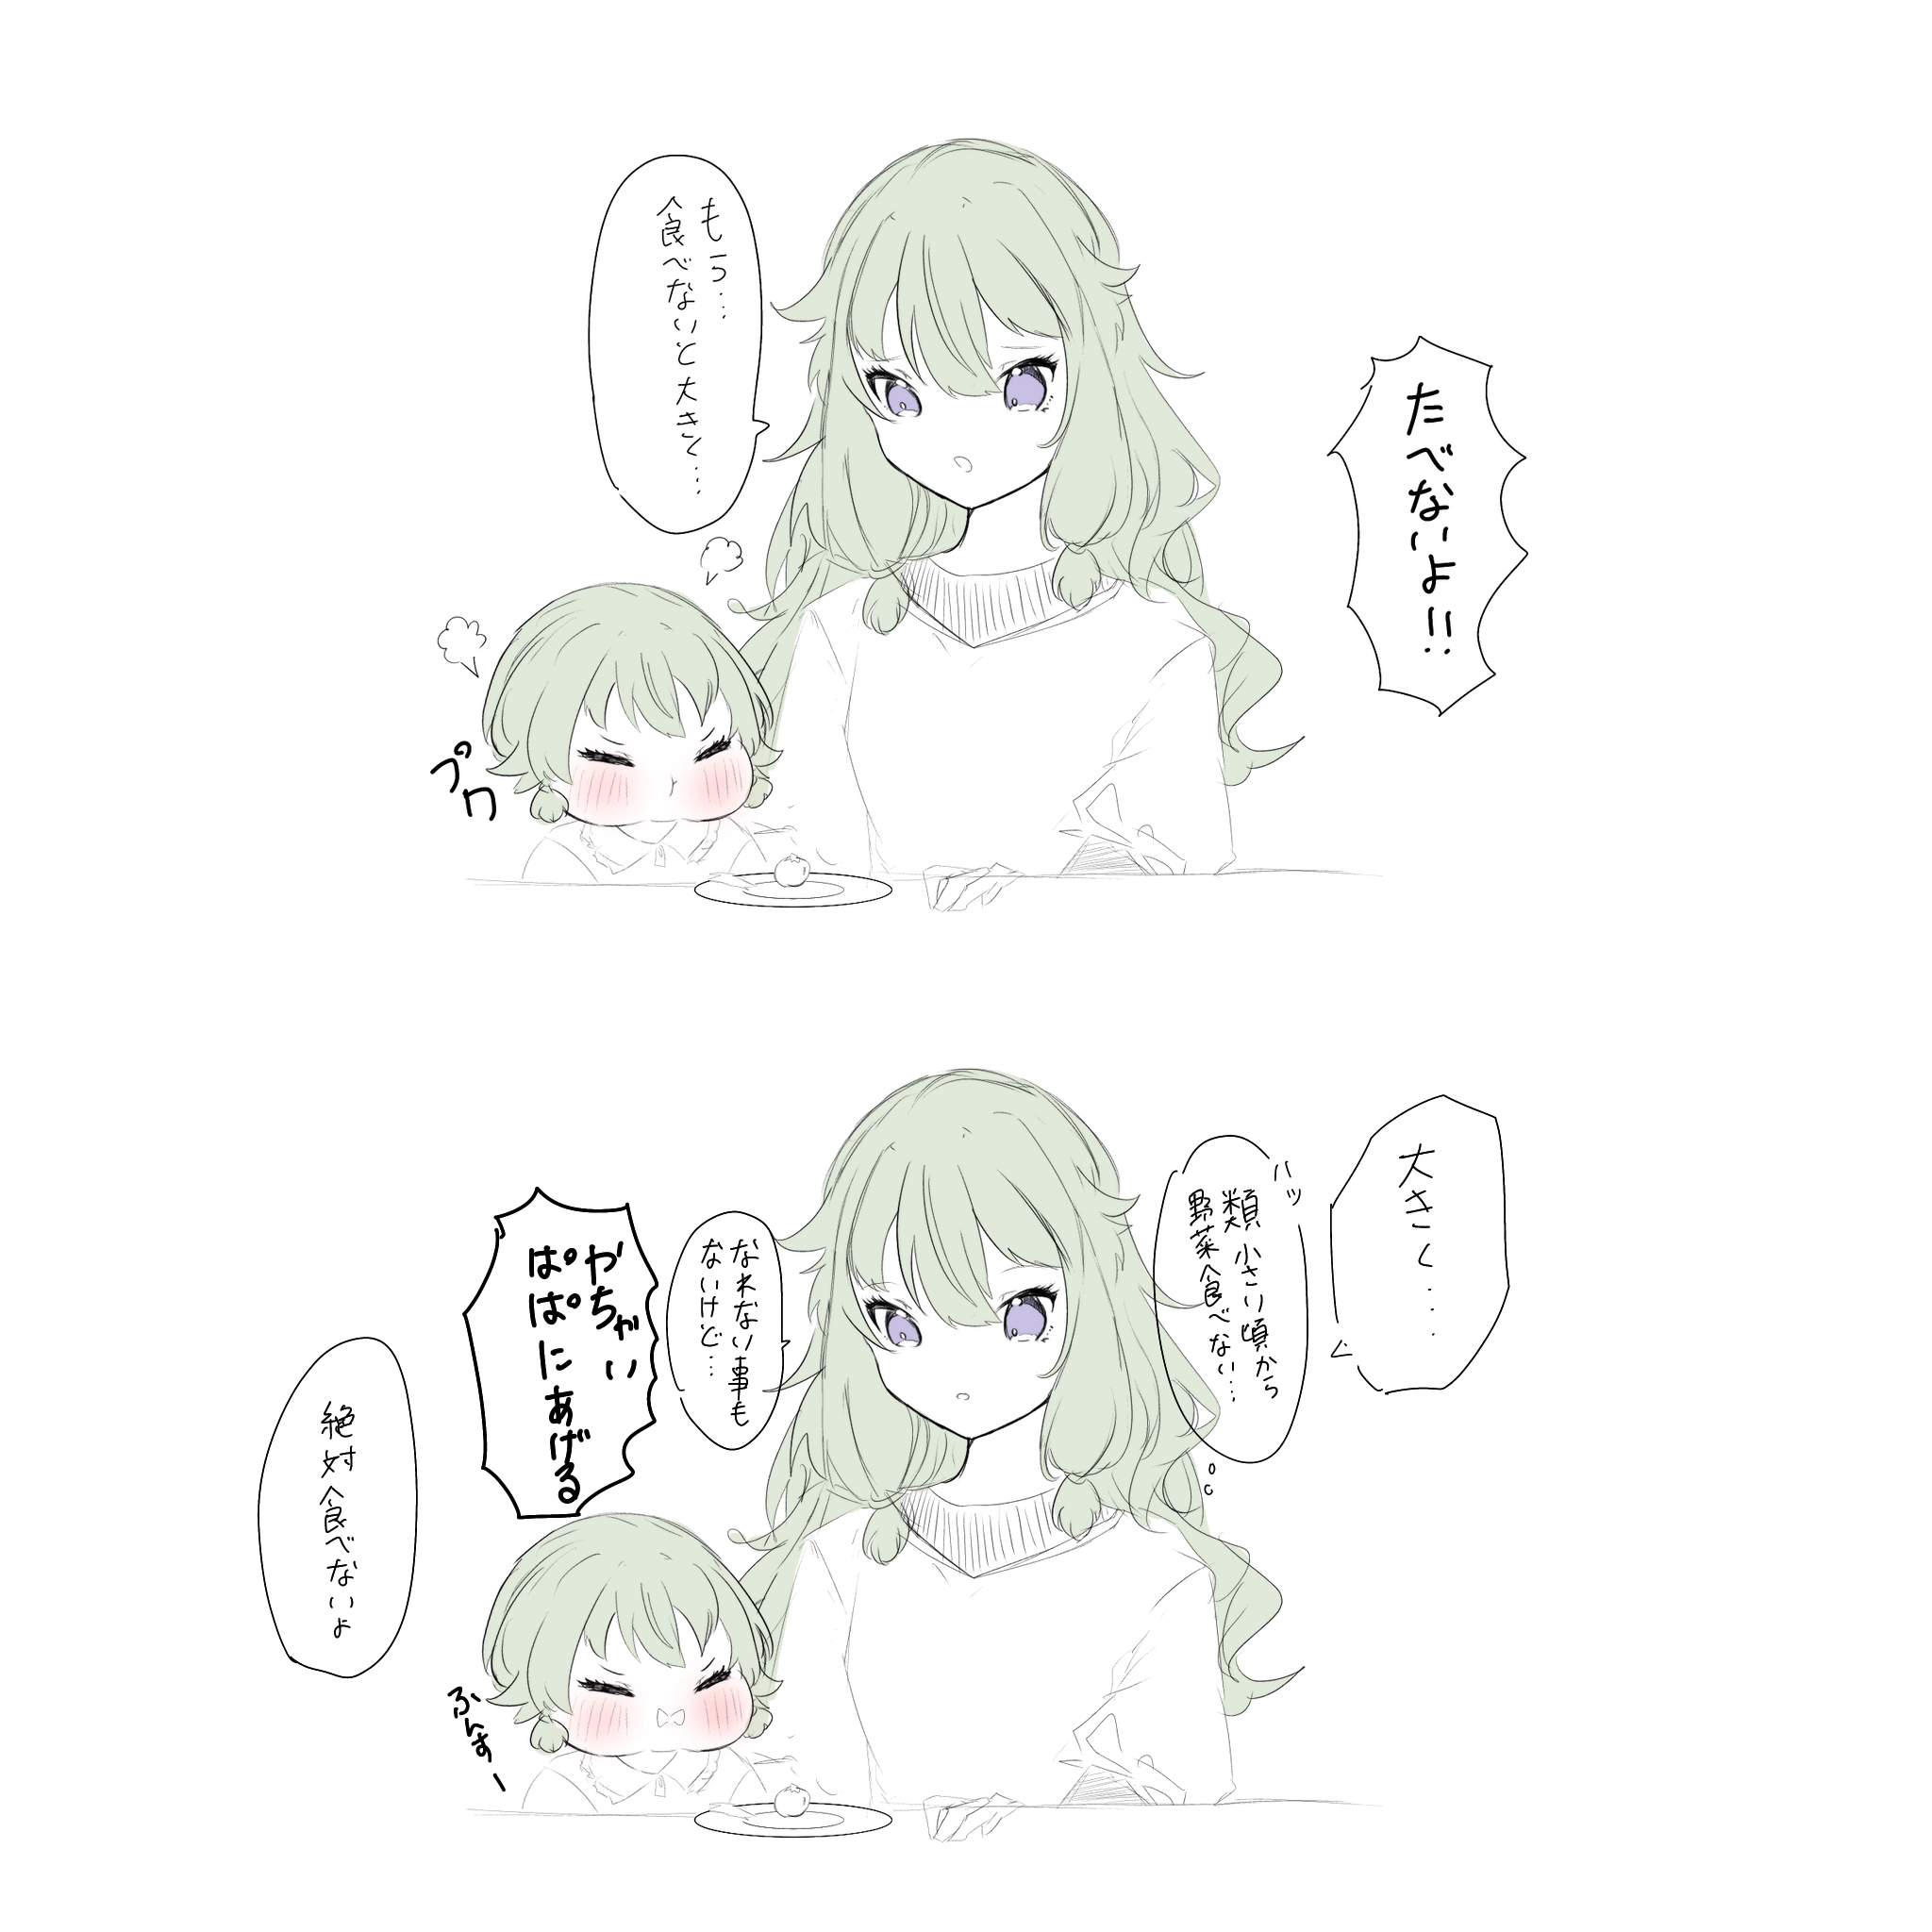 たべないよ!!
もぅ...
食べないと大きく...
プク
大きく...
ハッ
類小さい頃から
野菜食べない...
なれない事も
ないけど...
やちゃい
ぱぱにあげる
絶対食べないよ
ふんすー